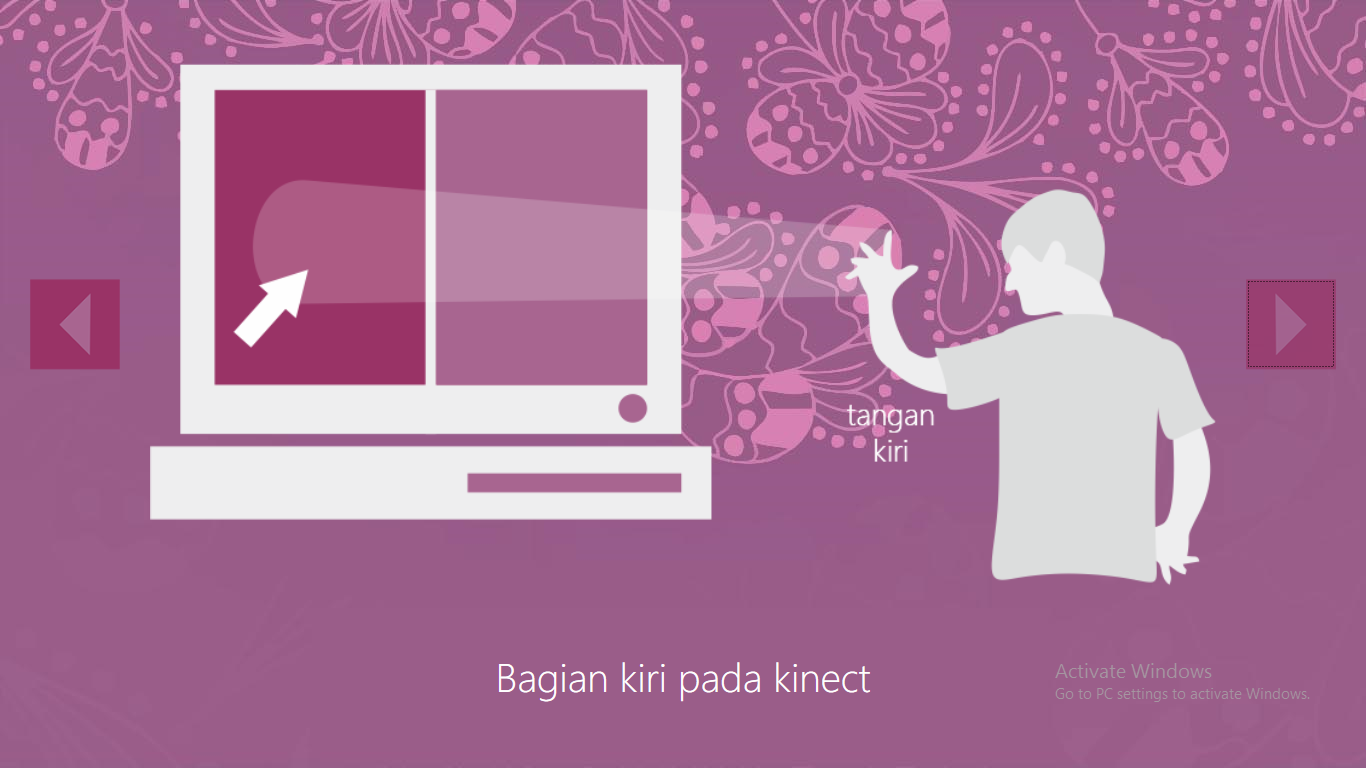 tangan
kiri
Bagian kiri pada kinect
Activate Windows
Go to PC settings to activate Windows.